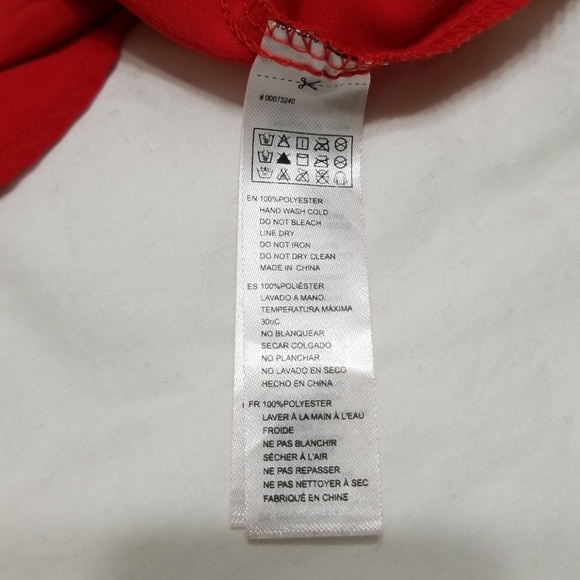 # 00073240
EN 100%POLYESTER
HAND WASH COLD
DO NOT BLEACH
LINE DRY
DO NOT IRON
DO NOT DRY CLEAN
MADE IN CHINA
ES 100%POLIÉSTER
LAVADO A MANO.
TEMPERATURA MÁXIMA
30oC
NO BLANQUEAR
SECAR COLGADO
NO PLANCHAR
NO LAVADO EN SECO
HECHO EN CHINA
FR 100%POLYESTER
LAVER À LA MAIN À L'EAU
FROIDE
NE PAS BLANCHIR
SÉCHER À L'AIR
NE PAS REPASSER
NE PAS NETTOYER À SEC
FABRIQUÉ EN CHINE